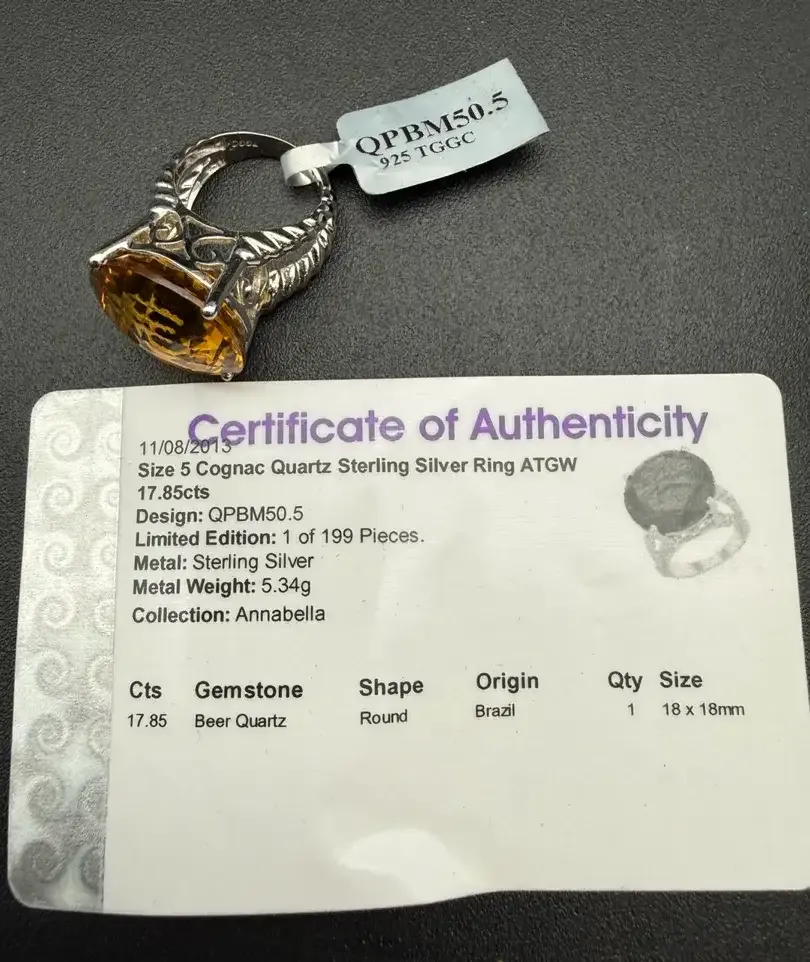 QPBM50.5
925 TGGC
Certificate of Authenticity
11/08/2013
Size 5 Cognac Quartz Sterling Silver Ring ATGW
17.85cts
Design: QPBM50.5
Limited Edition: 1 of 199 Pieces.
Metal: Sterling Silver
Metal Weight: 5.34g
Collection: Annabella
Cts Gemstone Shape Origin Qty Size
17.85 Beer Quartz Round Brazil 1 18 x 18mm